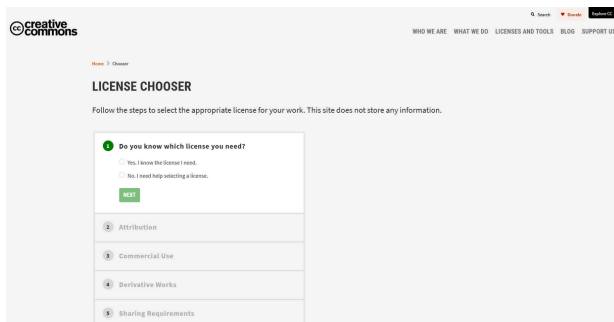 Search Donate Explore CC
creative commons
WHO WE ARE WHAT WE DO LICENSES AND TOOLS BLOG SUPPORT US
Home > Chooser
LICENSE CHOOSER
Follow the steps to select the appropriate license for your work. This site does not store any information.
1 Do you know which license you need?
Yes. I know the license I need.
No. I need help selecting a license.
NEXT
2 Attribution
3 Commercial Use
4 Derivative Works
5 Sharing Requirements